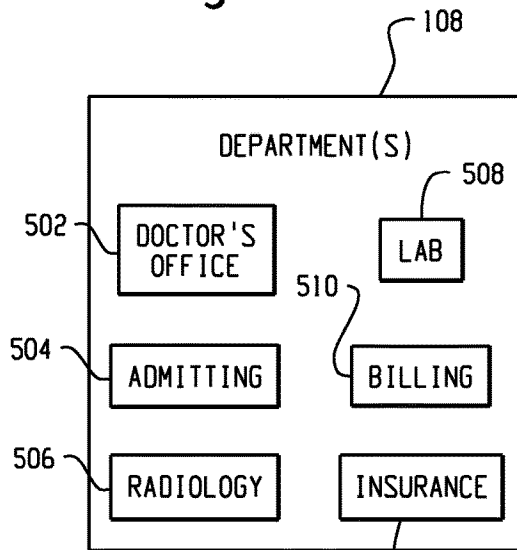 108
DEPARTMENT(S)
508
502
DOCTOR'S
OFFICE
LAB
510
504
ADMITTING
BILLING
506
RADIOLOGY
INSURANCE